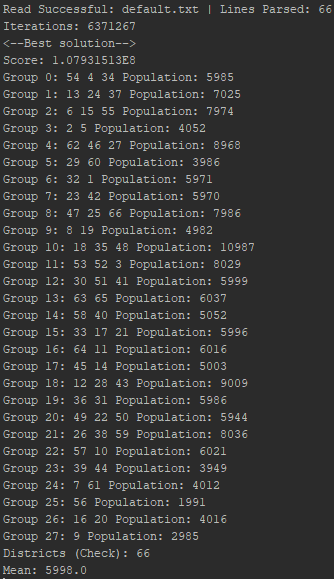 Read Successful: default.txt | Lines Parsed: 66
Iterations: 6371267
<--Best solution-->
Score: 1.07931513E8
Group 0: 54 4 34 Population: 5985
Group 1: 13 24 37 Population: 7025
Group 2: 6 15 55 Population: 7974
Group 3: 2 5 Population: 4052
Group 4: 62 46 27 Population: 8968
Group 5: 29 60 Population: 3986
Group 6: 32 1 Population: 5971
Group 7: 23 42 Population: 5970
Group 8: 47 25 66 Population: 7986
Group 9: 8 19 Population: 4982
Group 10: 18 35 48 Population: 10987
Group 11: 53 52 3 Population: 8029
Group 12: 30 51 41 Population: 5999
Group 13: 63 65 Population: 6037
Group 14: 58 40 Population: 5052
Group 15: 33 17 21 Population: 5996
Group 16: 64 11 Population: 6016
Group 17: 45 14 Population: 5003
Group 18: 12 28 43 Population: 9009
Group 19: 36 31 Population: 5986
Group 20: 49 22 50 Population: 5944
Group 21: 26 38 59 Population: 8036
Group 22: 57 10 Population: 6021
Group 23: 39 44 Population: 3949
Group 24: 7 61 Population: 4012
Group 25: 56 Population: 1991
Group 26: 16 20 Population: 4016
Group 27: 9 Population: 2985
Districts (Check): 66
Mean: 5998.0